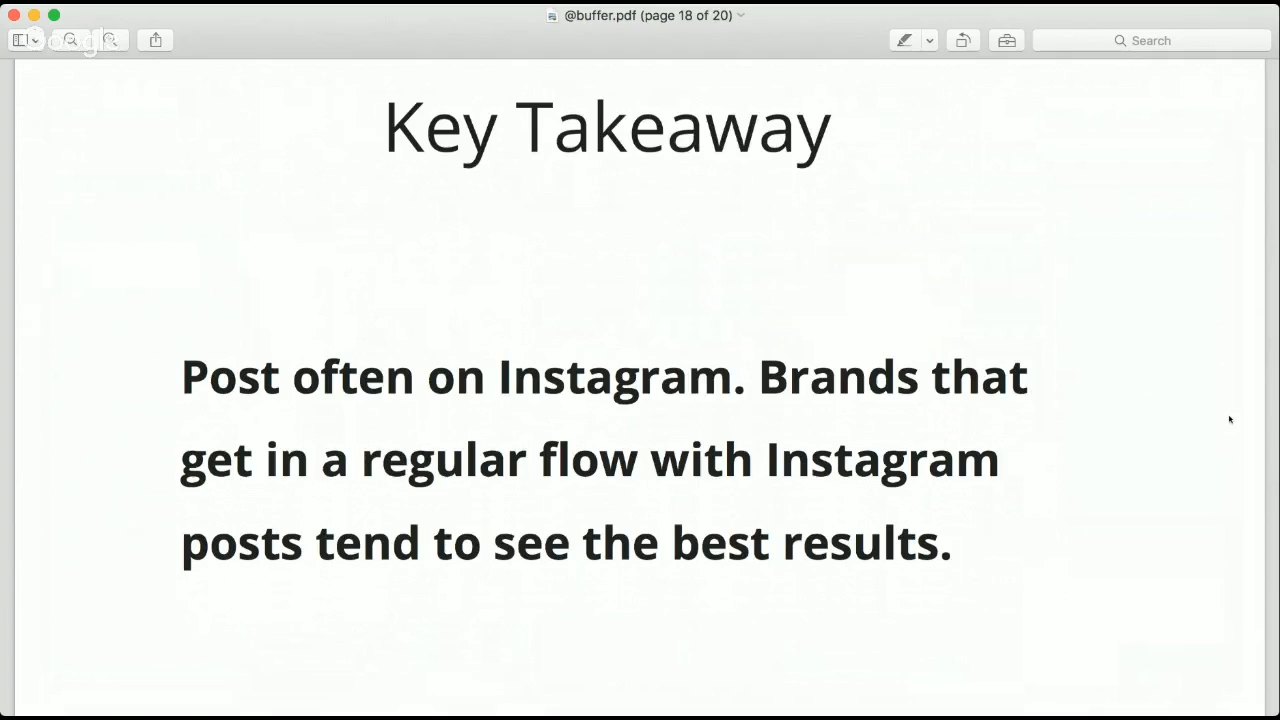 @buffer.pdf (page 18 of 20)
Google
Search
Key Takeaway
Post often on Instagram. Brands that
get in a regular flow with Instagram
posts tend to see the best results.